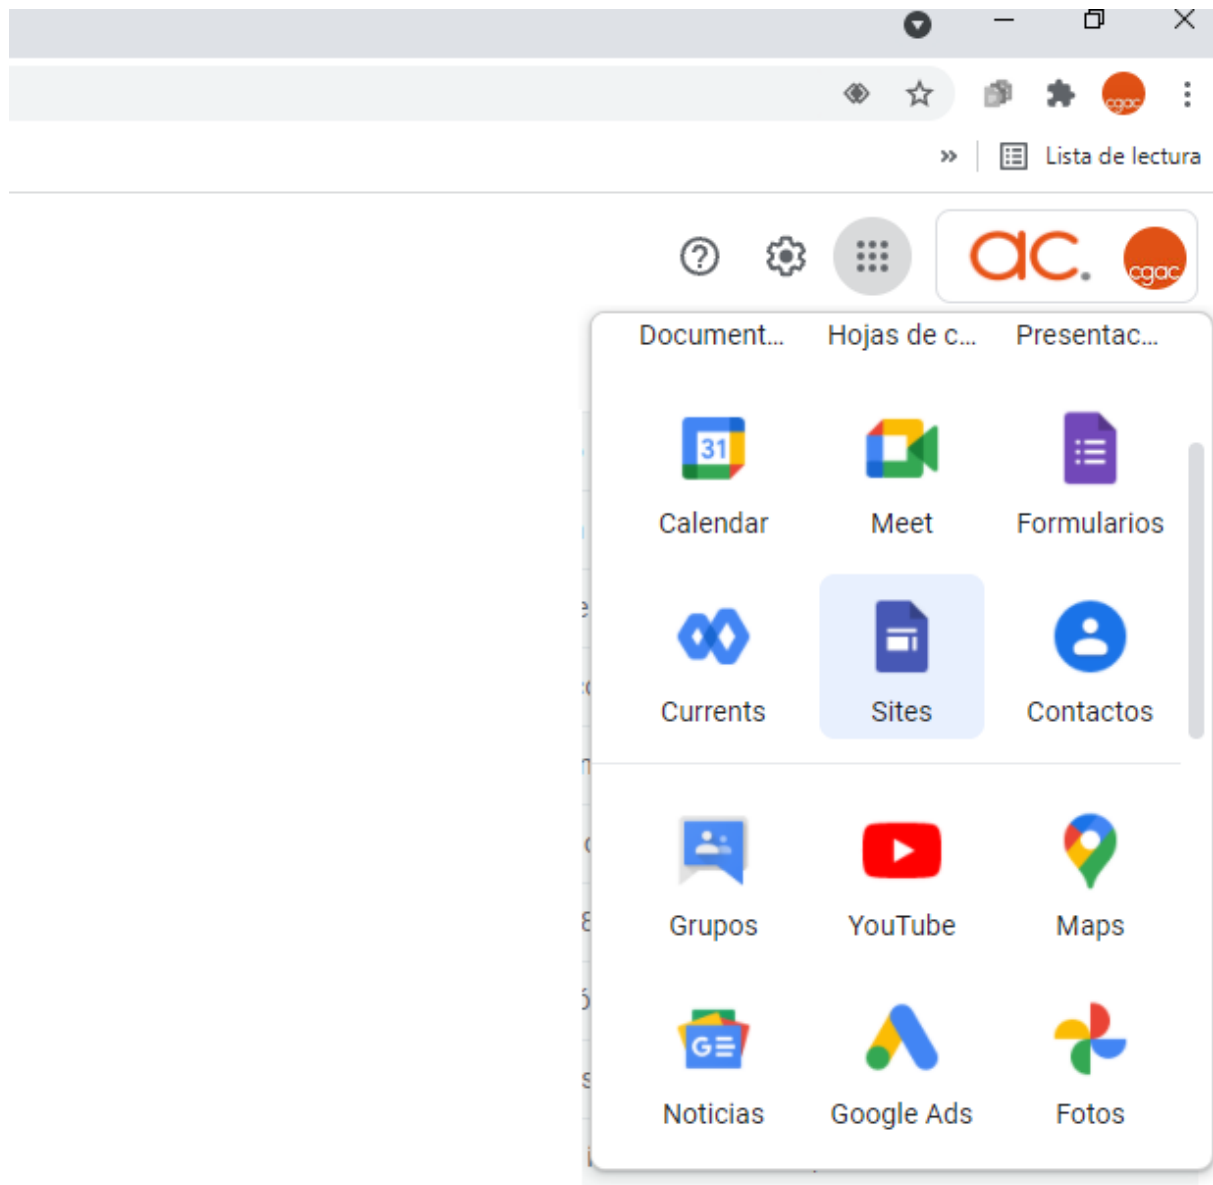 cgac
Lista de lectura
ac. cgac
Document... Hojas de c... Presentac...
31
Calendar Meet Formularios
Currents Sites Contactos
Grupos YouTube Maps
G
Noticias Google Ads Fotos